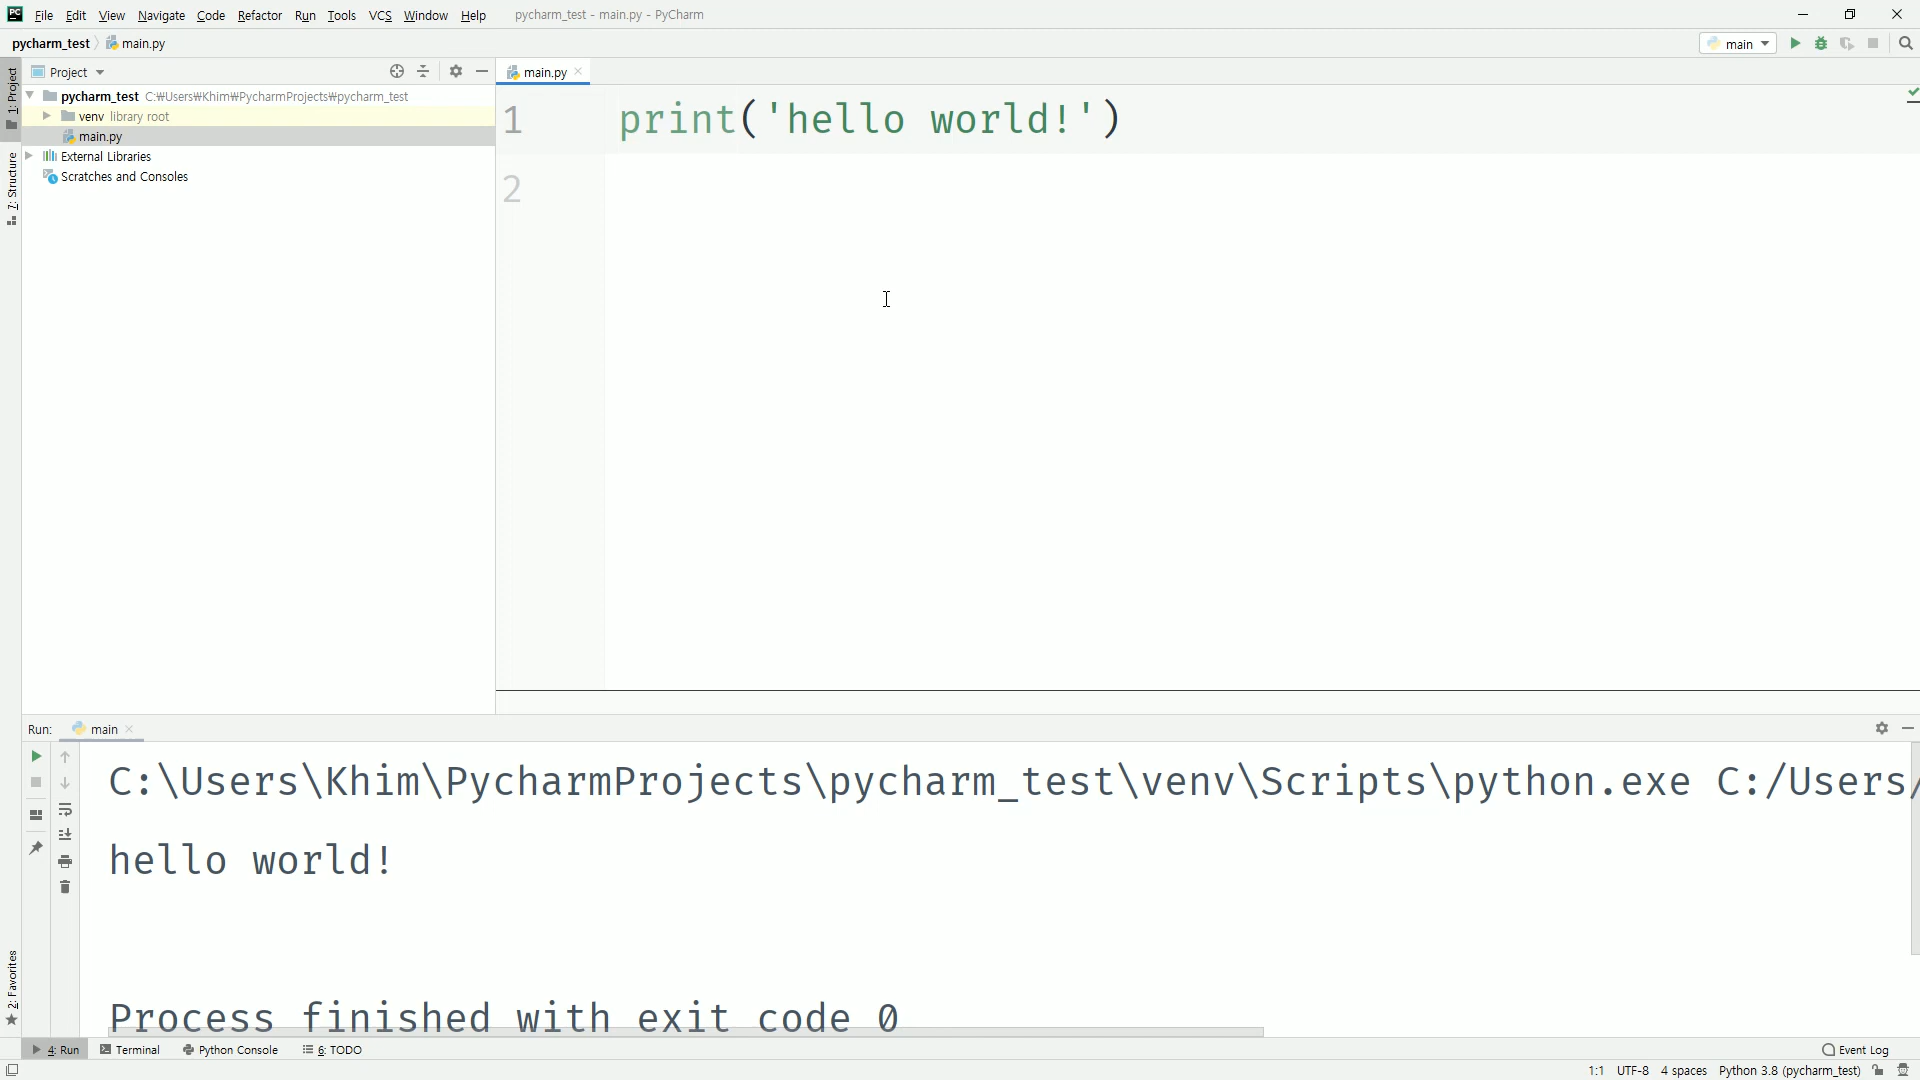 PC File Edit View Navigate Code Refactor Run Tools VCS Window Help pycharm_test - main.py - PyCharm
pycharm_test main.py main
1: Project
7: Structure
2: Favorites
Project
pycharm_test C:₩Users₩Khim₩PycharmProjects₩pycharm_test
venv library root
main.py
External Libraries
Scratches and Consoles
main.py
1 print('hello world!')
2
Run: main
C:\Users\Khim\PycharmProjects\pycharm_test\venv\Scripts\python.exe C:/Users/
hello world!
Process finished with exit code 0
4: Run Terminal Python Console 6: TODO Event Log
1:1 UTF-8 4 spaces Python 3.8 (pycharm_test)